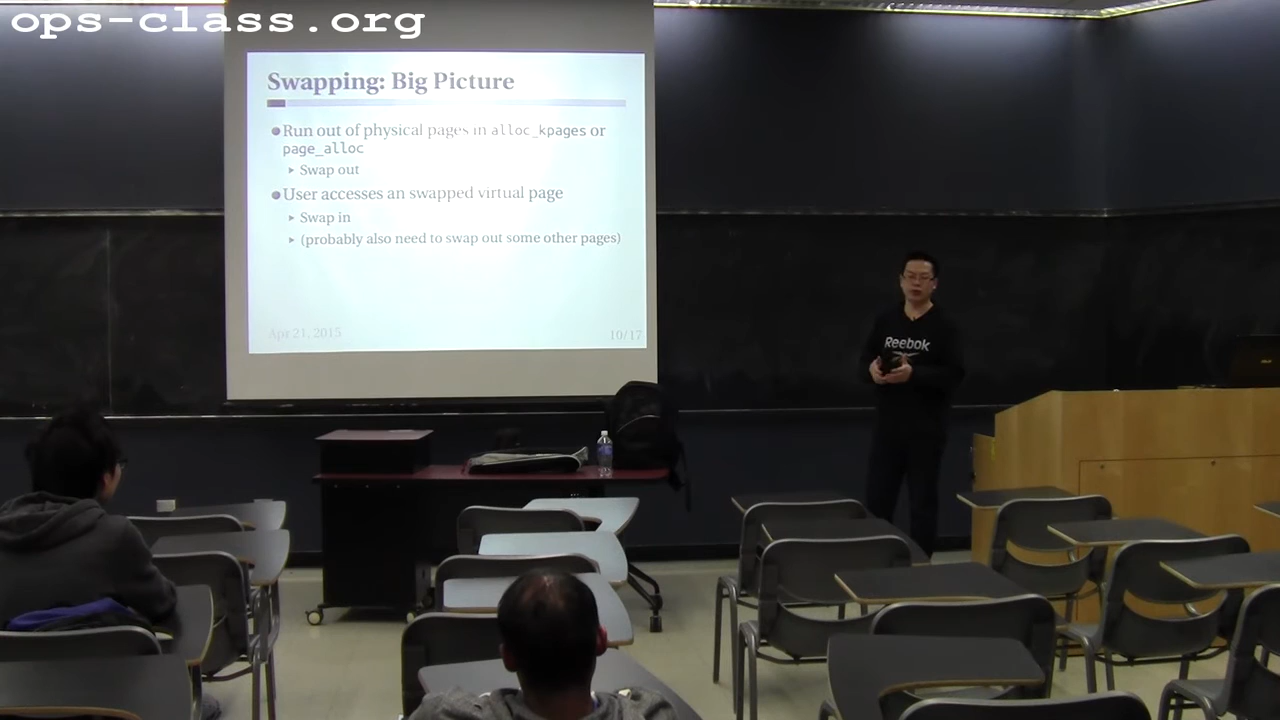 ops-class.org
Swapping: Big Picture
Run out of physical pages in alloc_kpages or
page_alloc
Swap out
User accesses an swapped virtual page
Swap in
(probably also need to swap out some other pages)
Apr 21, 2015
10/17
Reebok